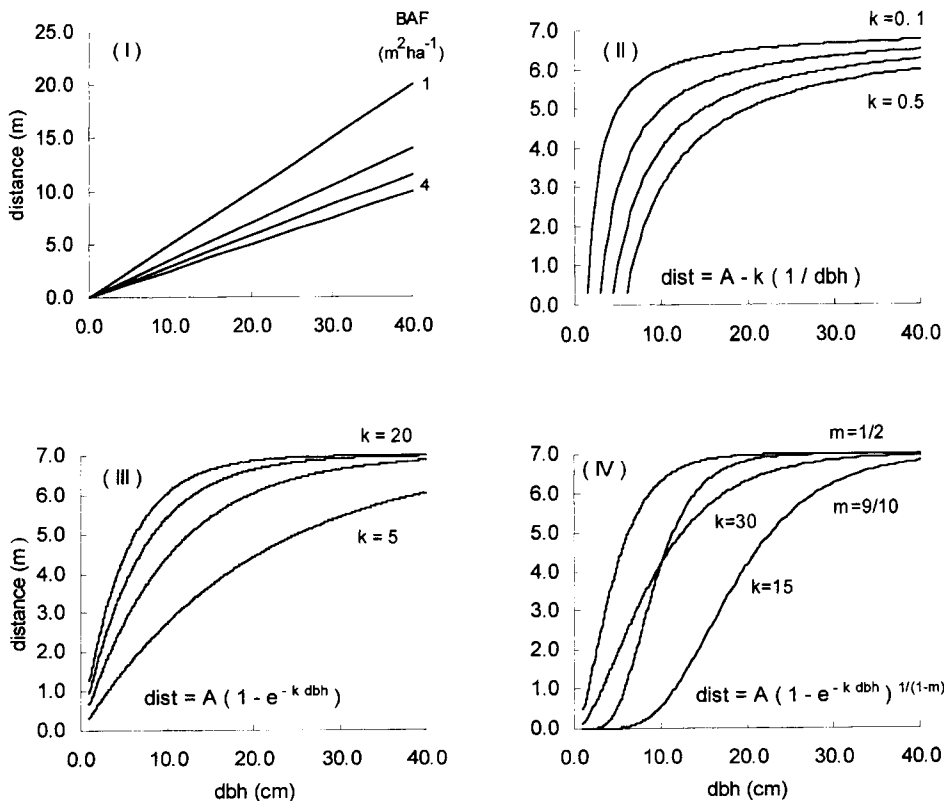 ( I )
BAF
(m²ha⁻¹)
25.0
20.0
15.0
10.0
5.0
0.0
1
4
distance (m)
0.0 10.0 20.0 30.0 40.0
( II )
k=0. 1
k = 0.5
7.0
6.0
5.0
4.0
3.0
2.0
1.0
0.0
dist = A - k ( 1 / dbh )
0.0 10.0 20.0 30.0 40.0
( III )
k = 20
k = 5
7.0
6.0
5.0
4.0
3.0
2.0
1.0
0.0
distance (m)
dist = A ( 1 - e⁻ᵏ ᵈᵇʰ )
0.0 10.0 20.0 30.0 40.0
dbh (cm)
( IV )
m=1/2
m=9/10
k=30
k=15
7.0
6.0
5.0
4.0
3.0
2.0
1.0
0.0
dist = A ( 1 - e⁻ᵏ ᵈᵇʰ ) ¹/⁽¹⁻ᵐ⁾
0.0 10.0 20.0 30.0 40.0
dbh (cm)